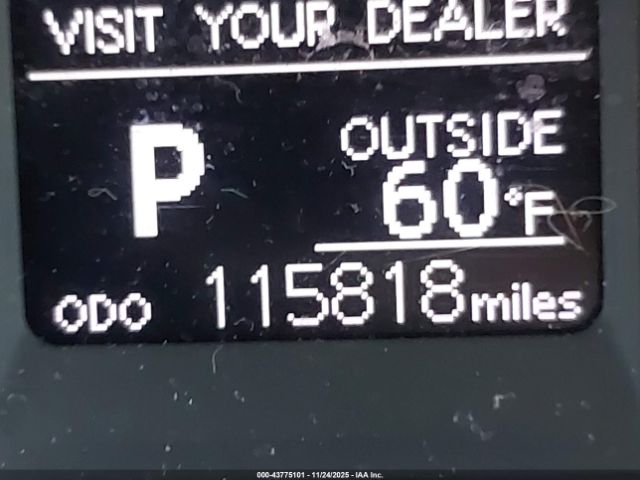 VISIT YOUR DEALER
P
OUTSIDE
60°F
ODO 115818 miles
000-43775101 - 11/24/2025 - IAA Inc.